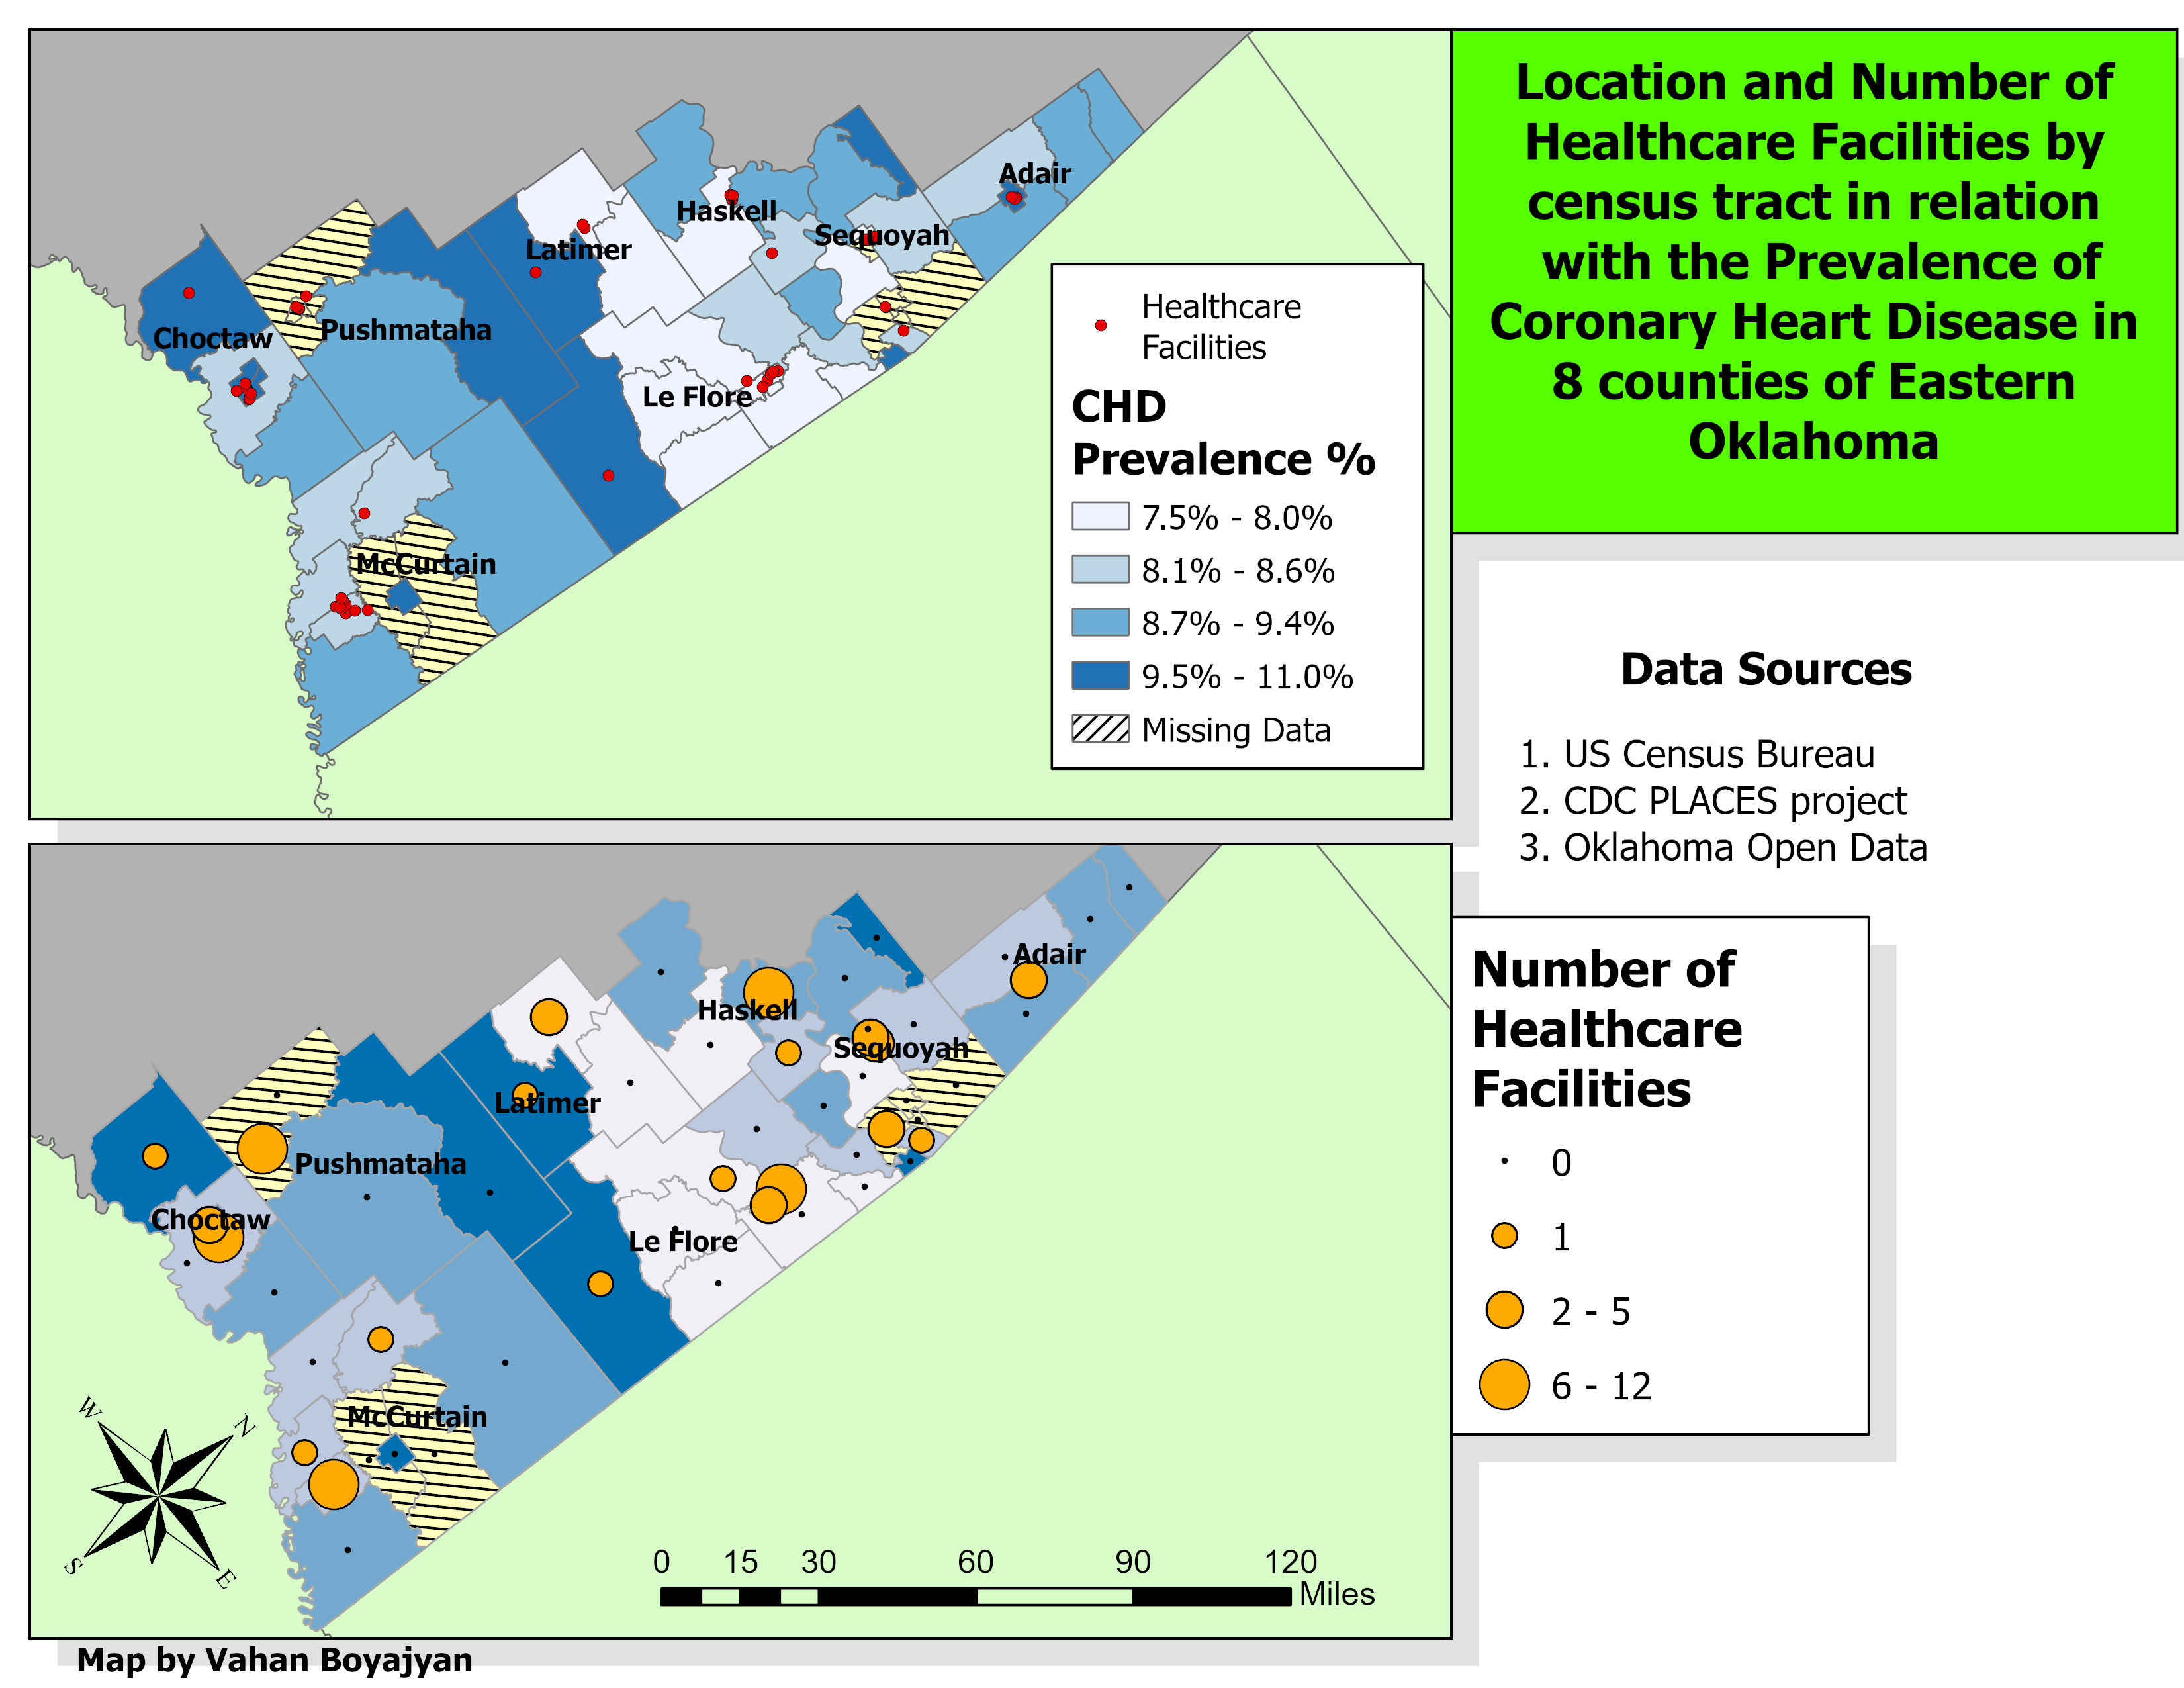 Location and Number of
Healthcare Facilities by
census tract in relation
with the Prevalence of
Coronary Heart Disease in
8 counties of Eastern
Oklahoma
Adair
Haskell
Sequoyah
Latimer
Pushmataha
Choctaw
Le Flore
McCurtain
Healthcare
Facilities
CHD
Prevalence %
7.5% - 8.0%
8.1% - 8.6%
8.7% - 9.4%
9.5% - 11.0%
Missing Data
Data Sources
1. US Census Bureau
2. CDC PLACES project
3. Oklahoma Open Data
Adair
Haskell
Sequoyah
Latimer
Pushmataha
Choctaw
Le Flore
McCurtain
Number of
Healthcare
Facilities
0
1
2 - 5
6 - 12
W
N
S
E
0 15 30 60 90 120
Miles
Map by Vahan Boyajyan